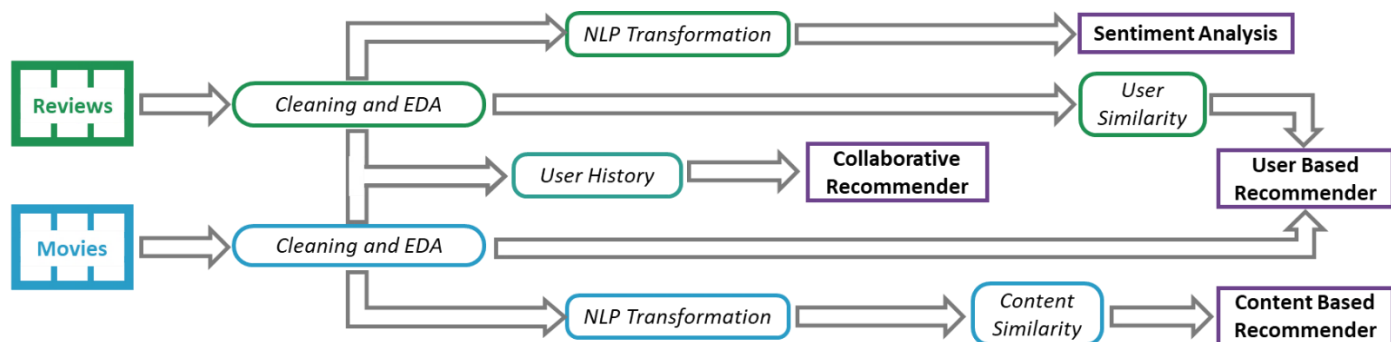 NLP Transformation
Sentiment Analysis
Reviews
Cleaning and EDA
User
Similarity
User History
Collaborative
Recommender
User Based
Recommender
Movies
Cleaning and EDA
NLP Transformation
Content
Similarity
Content Based
Recommender